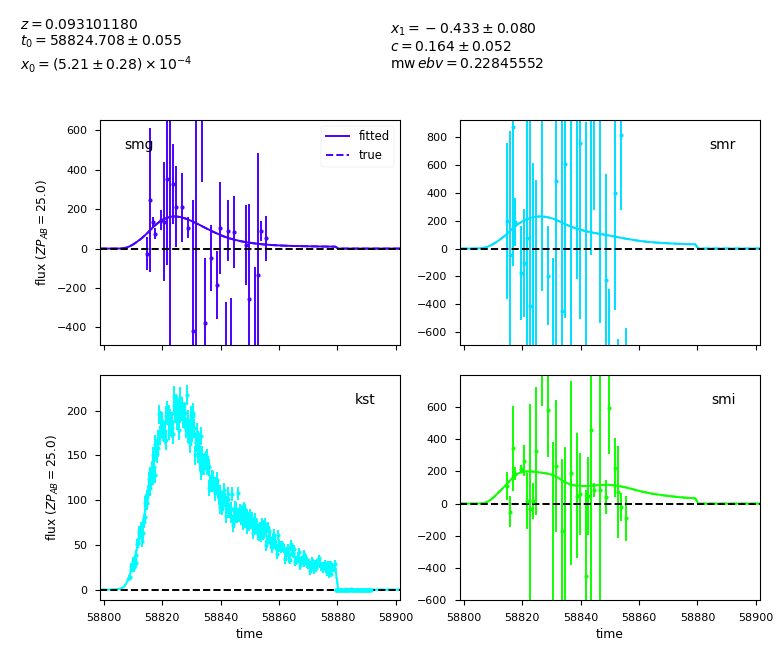 z = 0.093101180
t₀ = 58824.708 ± 0.055
x₀ = (5.21 ± 0.28) × 10⁻⁴
x₁ = −0.433 ± 0.080
c = 0.164 ± 0.052
mw ebv = 0.22845552
smg
fitted
true
600
400
200
0
−200
−400
flux (ZP_AB = 25.0)
smr
800
600
400
200
0
−200
−400
−600
kst
200
150
100
50
0
flux (ZP_AB = 25.0)
58800 58820 58840 58860 58880 58900
time
smi
600
400
200
0
−200
−400
−600
58800 58820 58840 58860 58880 58900
time